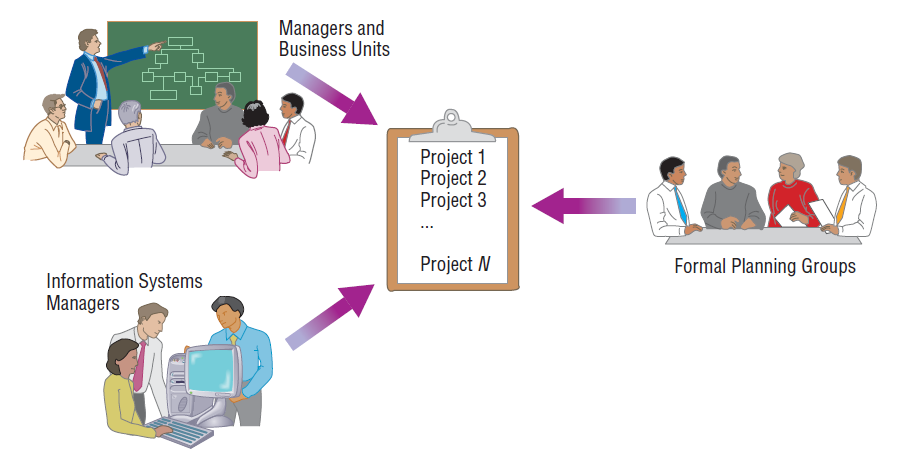 Managers and
Business Units
Project 1
Project 2
Project 3
...
Project N
Formal Planning Groups
Information Systems
Managers